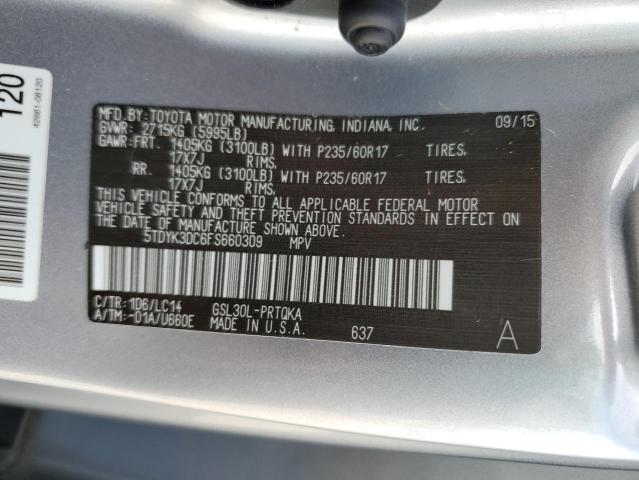 120
42661-08120
MFD. BY: TOYOTA MOTOR MANUFACTURING, INDIANA, INC. 09/15
GVWR: 2715KG (5995LB)
GAWR: FRT. 1405KG (3100LB) WITH P235/60R17 TIRES,
17X7J RIMS,
RR. 1405KG (3100LB) WITH P235/60R17 TIRES,
17X7J RIMS,
THIS VEHICLE CONFORMS TO ALL APPLICABLE FEDERAL MOTOR
VEHICLE SAFETY AND THEFT PREVENTION STANDARDS IN EFFECT
ON THE DATE OF MANUFACTURE SHOWN ABOVE.
5TDYK3DC6FS660309 MPV
C/TR: 1D6/LC14 GSL30L-PRTQKA
A/TM: -01A/U660E MADE IN U.S.A. 637 A